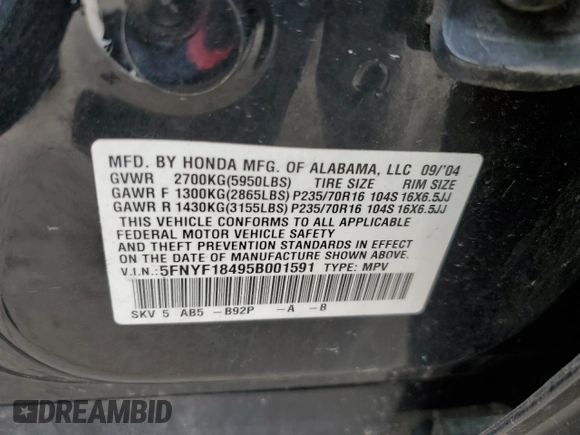 MFD. BY HONDA MFG. OF ALABAMA, LLC 09/'04
GVWR 2700KG(5950LBS) TIRE SIZE RIM SIZE
GAWR F 1300KG(2865LBS) P235/70R16 104S 16X6.5JJ
GAWR R 1430KG(3155LBS) P235/70R16 104S 16X6.5JJ
THIS VEHICLE CONFORMS TO ALL APPLICABLE
FEDERAL MOTOR VEHICLE SAFETY
AND THEFT PREVENTION STANDARDS IN EFFECT
ON THE DATE OF MANUFACTURE SHOWN ABOVE.
V.I.N.: 5FNYF18495B001591 TYPE: MPV
SKV 5 AB5 -B92P -A -B
DREAMBID